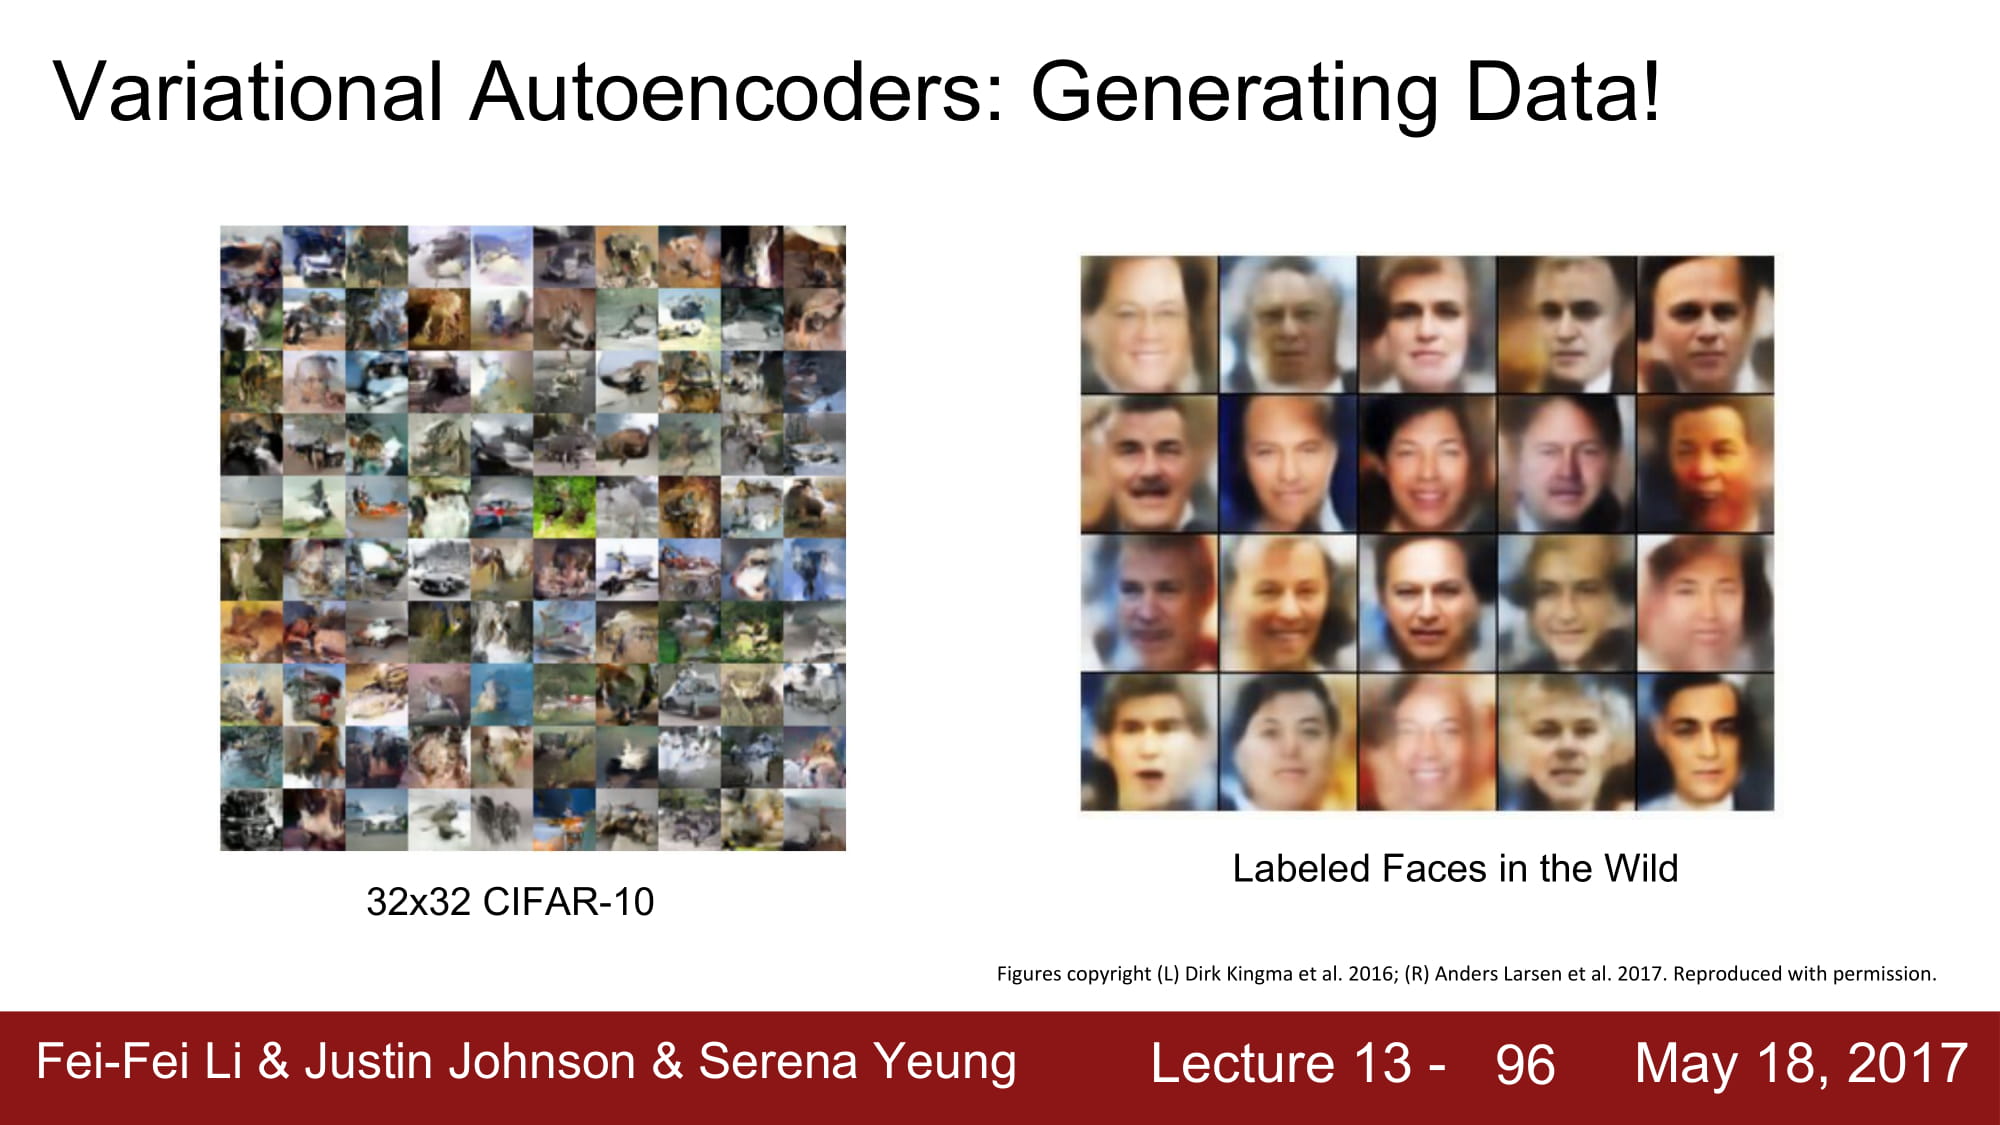 Variational Autoencoders: Generating Data!
32x32 CIFAR-10
Labeled Faces in the Wild
Figures copyright (L) Dirk Kingma et al. 2016; (R) Anders Larsen et al. 2017. Reproduced with permission.
Fei-Fei Li & Justin Johnson & Serena Yeung Lecture 13 - 96 May 18, 2017